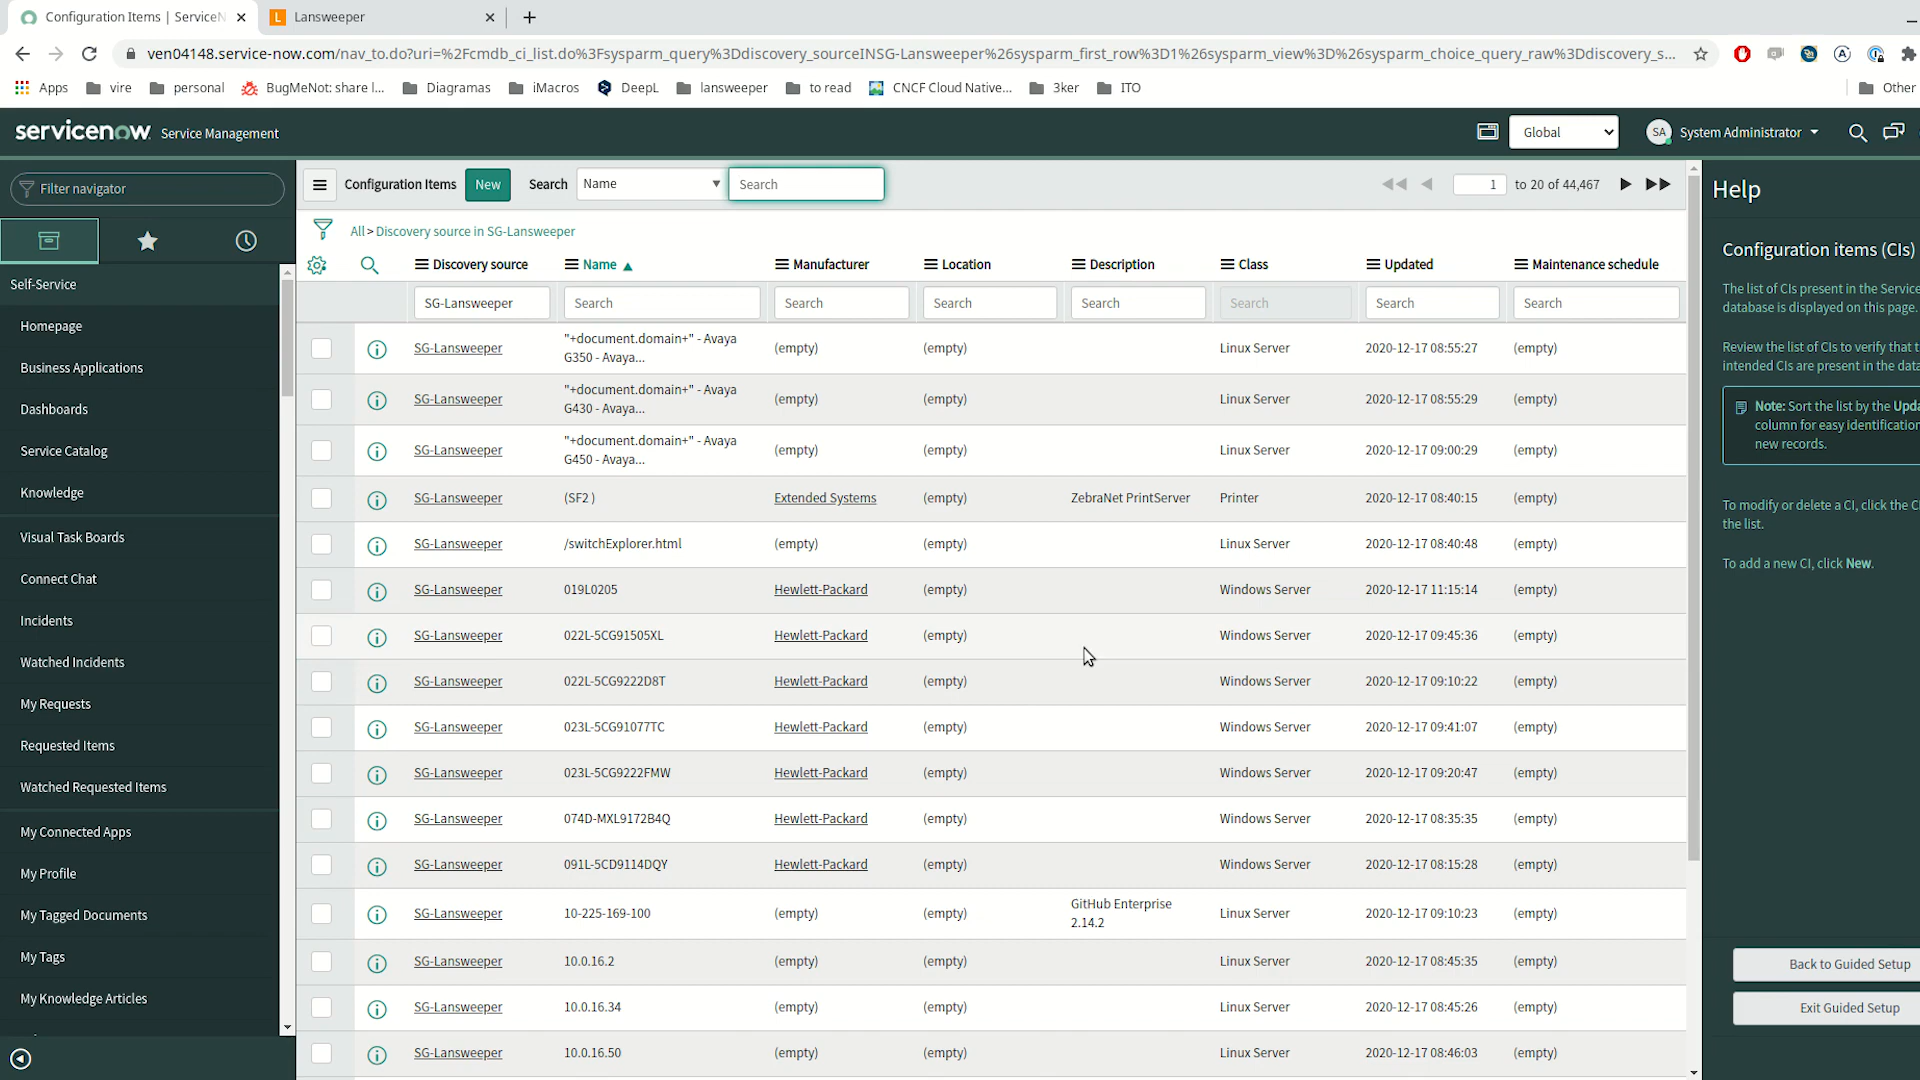 Configuration Items | ServiceN
Lansweeper
ven04148.service-now.com/nav_to.do?uri=%2Fcmdb_ci_list.do%3Fsysparm_query%3Ddiscovery_sourceINSG-Lansweeper%26sysparm_first_row%3D1%26sysparm_view%3D%26sysparm_choice_query_raw%3Ddiscovery_s...
Apps vire personal BugMeNot: share l... Diagramas iMacros DeepL lansweeper to read CNCF Cloud Native... 3ker ITO Other
servicenow Service Management
Global
SA System Administrator
Filter navigator
Self-Service
Homepage
Business Applications
Dashboards
Service Catalog
Knowledge
Visual Task Boards
Connect Chat
Incidents
Watched Incidents
My Requests
Requested Items
Watched Requested Items
My Connected Apps
My Profile
My Tagged Documents
My Tags
My Knowledge Articles
Configuration Items New Search Name Search 1 to 20 of 44,467
All > Discovery source in SG-Lansweeper
Discovery source Name Manufacturer Location Description Class Updated Maintenance schedule
SG-Lansweeper Search Search Search Search Search Search Search
SG-Lansweeper "+document.domain+" - Avaya G350 - Avaya... (empty) (empty) Linux Server 2020-12-17 08:55:27 (empty)
SG-Lansweeper "+document.domain+" - Avaya G430 - Avaya... (empty) (empty) Linux Server 2020-12-17 08:55:29 (empty)
SG-Lansweeper "+document.domain+" - Avaya G450 - Avaya... (empty) (empty) Linux Server 2020-12-17 09:00:29 (empty)
SG-Lansweeper (SF2 ) Extended Systems (empty) ZebraNet PrintServer Printer 2020-12-17 08:40:15 (empty)
SG-Lansweeper /switchExplorer.html (empty) (empty) Linux Server 2020-12-17 08:40:48 (empty)
SG-Lansweeper 019L0205 Hewlett-Packard (empty) Windows Server 2020-12-17 11:15:14 (empty)
SG-Lansweeper 022L-5CG91505XL Hewlett-Packard (empty) Windows Server 2020-12-17 09:45:36 (empty)
SG-Lansweeper 022L-5CG9222D8T Hewlett-Packard (empty) Windows Server 2020-12-17 09:10:22 (empty)
SG-Lansweeper 023L-5CG91077TC Hewlett-Packard (empty) Windows Server 2020-12-17 09:41:07 (empty)
SG-Lansweeper 023L-5CG9222FMW Hewlett-Packard (empty) Windows Server 2020-12-17 09:20:47 (empty)
SG-Lansweeper 074D-MXL9172B4Q Hewlett-Packard (empty) Windows Server 2020-12-17 08:35:35 (empty)
SG-Lansweeper 091L-5CD9114DQY Hewlett-Packard (empty) Windows Server 2020-12-17 08:15:28 (empty)
SG-Lansweeper 10-225-169-100 (empty) (empty) GitHub Enterprise 2.14.2 Linux Server 2020-12-17 09:10:23 (empty)
SG-Lansweeper 10.0.16.2 (empty) (empty) Linux Server 2020-12-17 08:45:35 (empty)
SG-Lansweeper 10.0.16.34 (empty) (empty) Linux Server 2020-12-17 08:45:26 (empty)
SG-Lansweeper 10.0.16.50 (empty) (empty) Linux Server 2020-12-17 08:46:03 (empty)
Help
Configuration items (CIs)
The list of CIs present in the Service
database is displayed on this page.
Review the list of CIs to verify that t
intended CIs are present in the data
Note: Sort the list by the Upda
column for easy identification
new records.
To modify or delete a CI, click the CI
the list.
To add a new CI, click New.
Back to Guided Setup
Exit Guided Setup